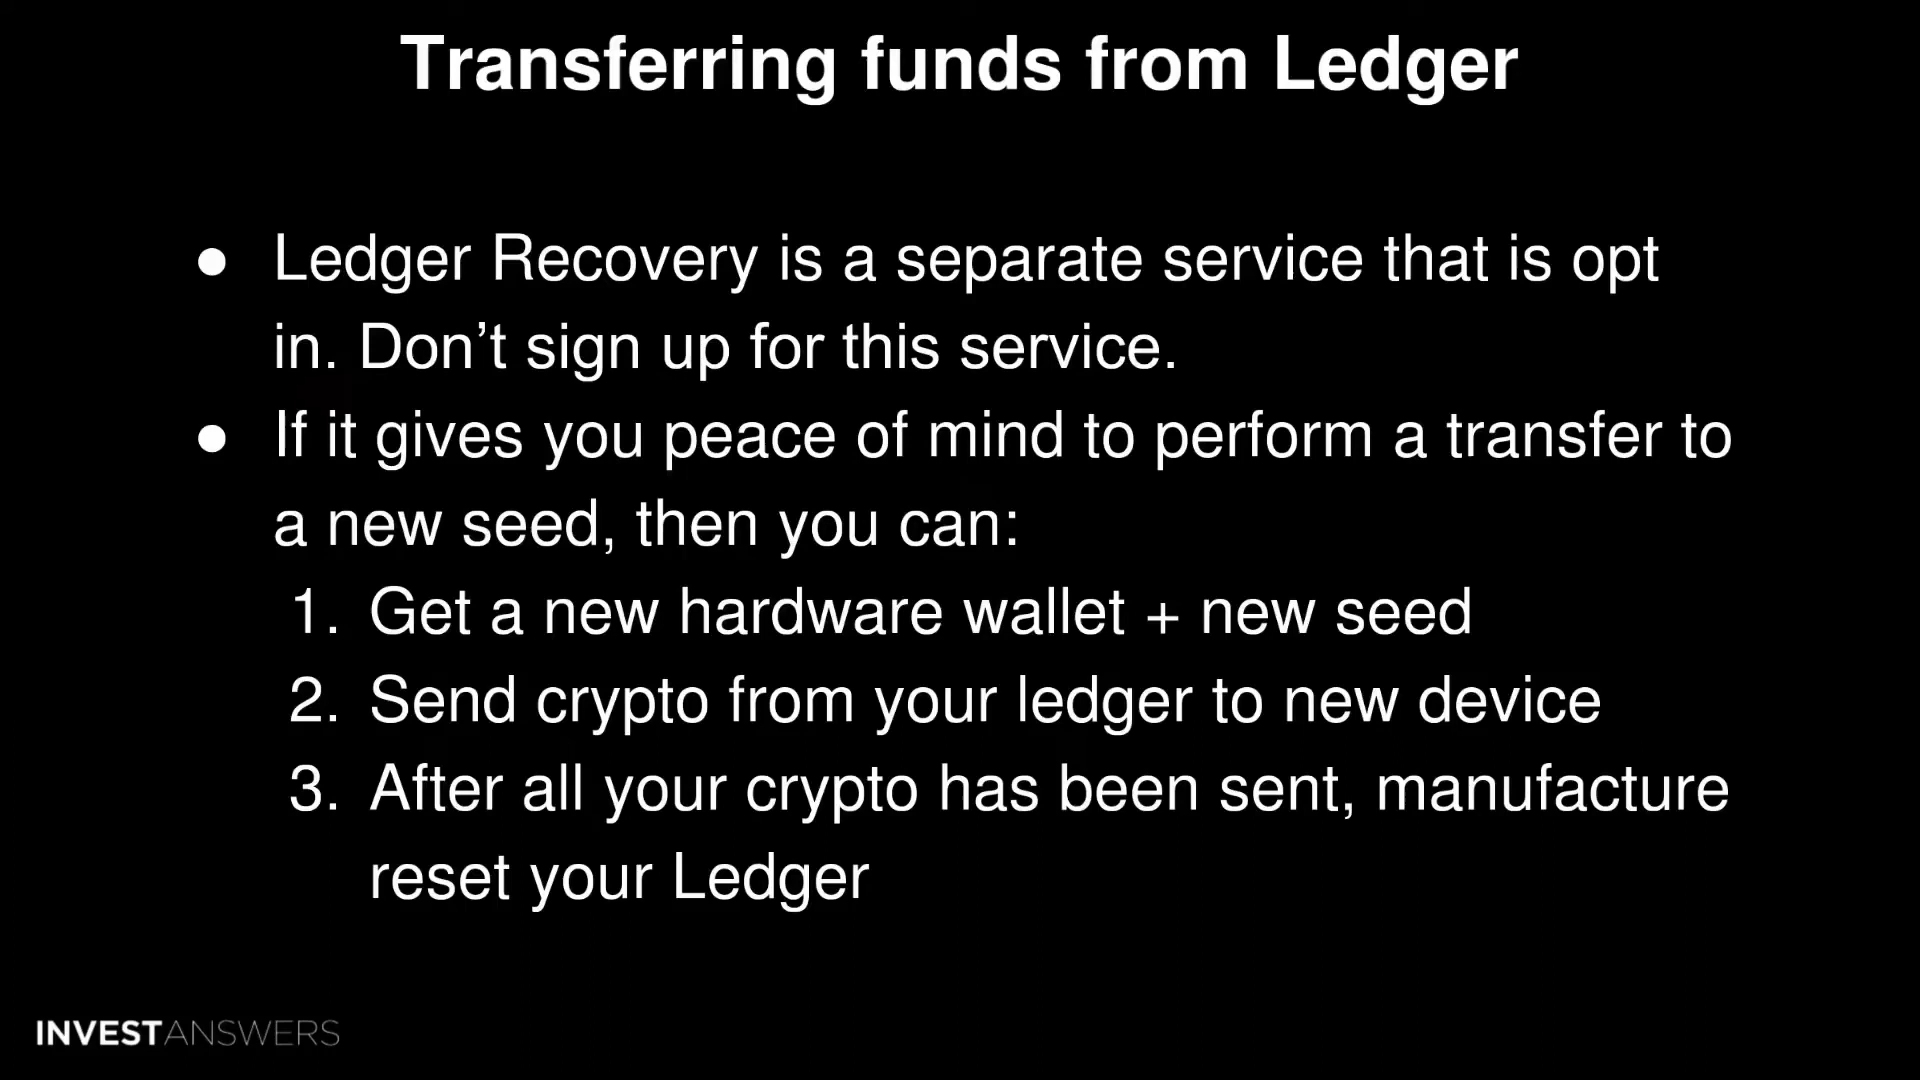 Transferring funds from Ledger
● Ledger Recovery is a separate service that is opt
in. Don’t sign up for this service.
● If it gives you peace of mind to perform a transfer to
a new seed, then you can:
1. Get a new hardware wallet + new seed
2. Send crypto from your ledger to new device
3. After all your crypto has been sent, manufacture
reset your Ledger
INVESTANSWERS